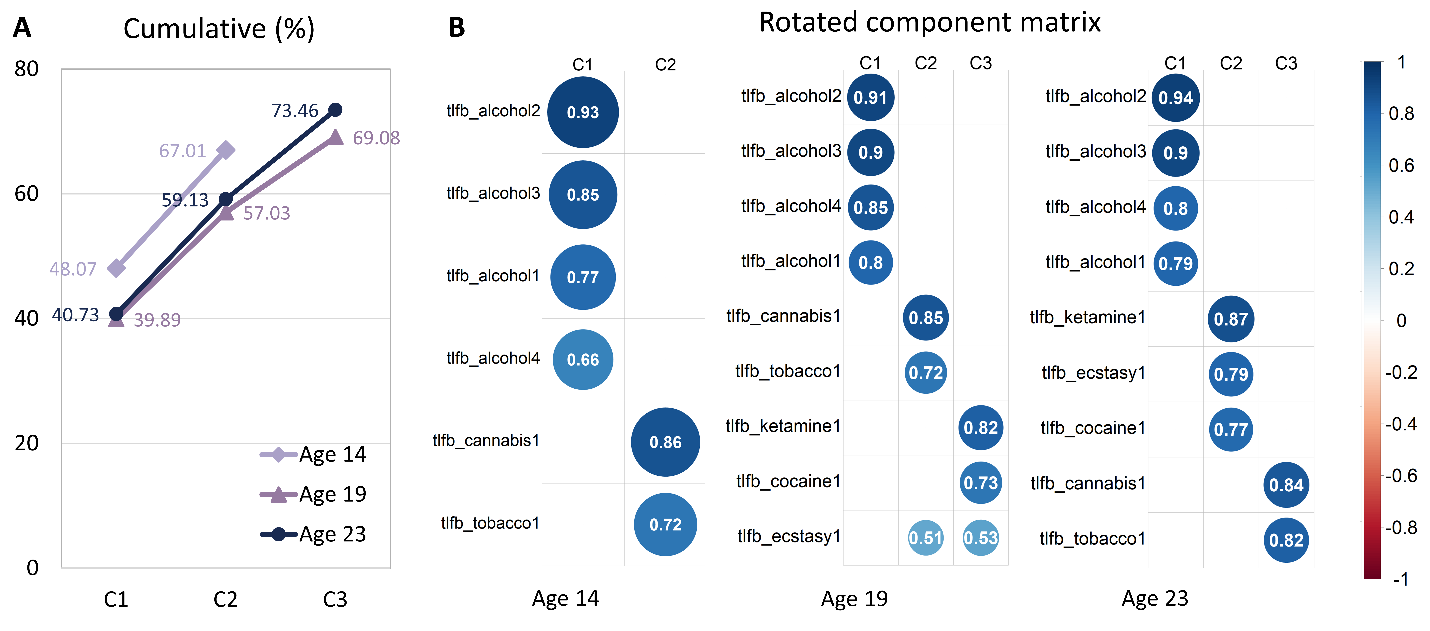 A
Cumulative (%)
B
Rotated component matrix
80
60
40
20
0
67.01
73.46
69.08
59.13
57.03
48.07
40.73
39.89
Age 14
Age 19
Age 23
C1 C2 C3
C1 C2
tlfb_alcohol2 0.93
tlfb_alcohol3 0.85
tlfb_alcohol1 0.77
tlfb_alcohol4 0.66
tlfb_cannabis1 0.86
tlfb_tobacco1 0.72
Age 14
C1 C2 C3
tlfb_alcohol2 0.91
tlfb_alcohol3 0.9
tlfb_alcohol4 0.85
tlfb_alcohol1 0.8
tlfb_cannabis1 0.85
tlfb_tobacco1 0.72
tlfb_ketamine1 0.82
tlfb_cocaine1 0.73
tlfb_ecstasy1 0.51 0.53
Age 19
C1 C2 C3
tlfb_alcohol2 0.94
tlfb_alcohol3 0.9
tlfb_alcohol4 0.8
tlfb_alcohol1 0.79
tlfb_ketamine1 0.87
tlfb_ecstasy1 0.79
tlfb_cocaine1 0.77
tlfb_cannabis1 0.84
tlfb_tobacco1 0.82
Age 23
1
0.8
0.6
0.4
0.2
0
-0.2
-0.4
-0.6
-0.8
-1